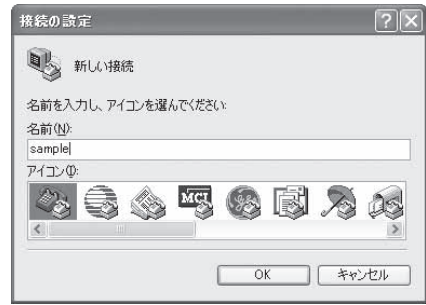 接続の設定
新しい接続
名前を入力し、アイコンを選んでください:
名前(N):
sample
アイコン(I):
MCI
OK
キャンセル